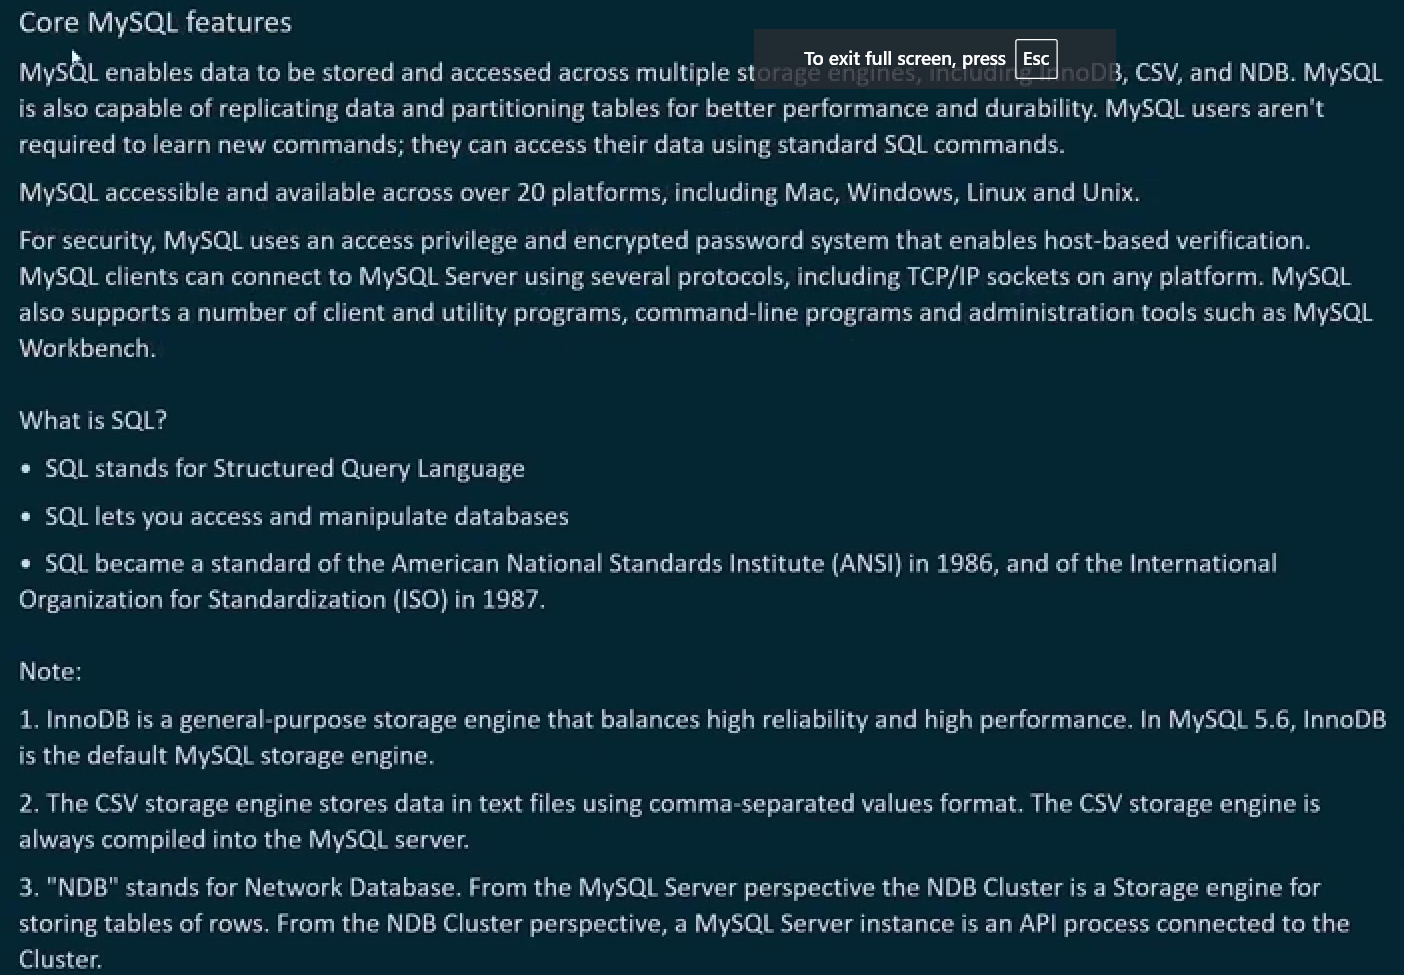 Core MySQL features
To exit full screen, press Esc
MySQL enables data to be stored and accessed across multiple storage engines, including InnoDB, CSV, and NDB. MySQL
is also capable of replicating data and partitioning tables for better performance and durability. MySQL users aren't
required to learn new commands; they can access their data using standard SQL commands.
MySQL accessible and available across over 20 platforms, including Mac, Windows, Linux and Unix.
For security, MySQL uses an access privilege and encrypted password system that enables host-based verification.
MySQL clients can connect to MySQL Server using several protocols, including TCP/IP sockets on any platform. MySQL
also supports a number of client and utility programs, command-line programs and administration tools such as MySQL
Workbench.
What is SQL?
• SQL stands for Structured Query Language
• SQL lets you access and manipulate databases
• SQL became a standard of the American National Standards Institute (ANSI) in 1986, and of the International
Organization for Standardization (ISO) in 1987.
Note:
1. InnoDB is a general-purpose storage engine that balances high reliability and high performance. In MySQL 5.6, InnoDB
is the default MySQL storage engine.
2. The CSV storage engine stores data in text files using comma-separated values format. The CSV storage engine is
always compiled into the MySQL server.
3. "NDB" stands for Network Database. From the MySQL Server perspective the NDB Cluster is a Storage engine for
storing tables of rows. From the NDB Cluster perspective, a MySQL Server instance is an API process connected to the
Cluster.